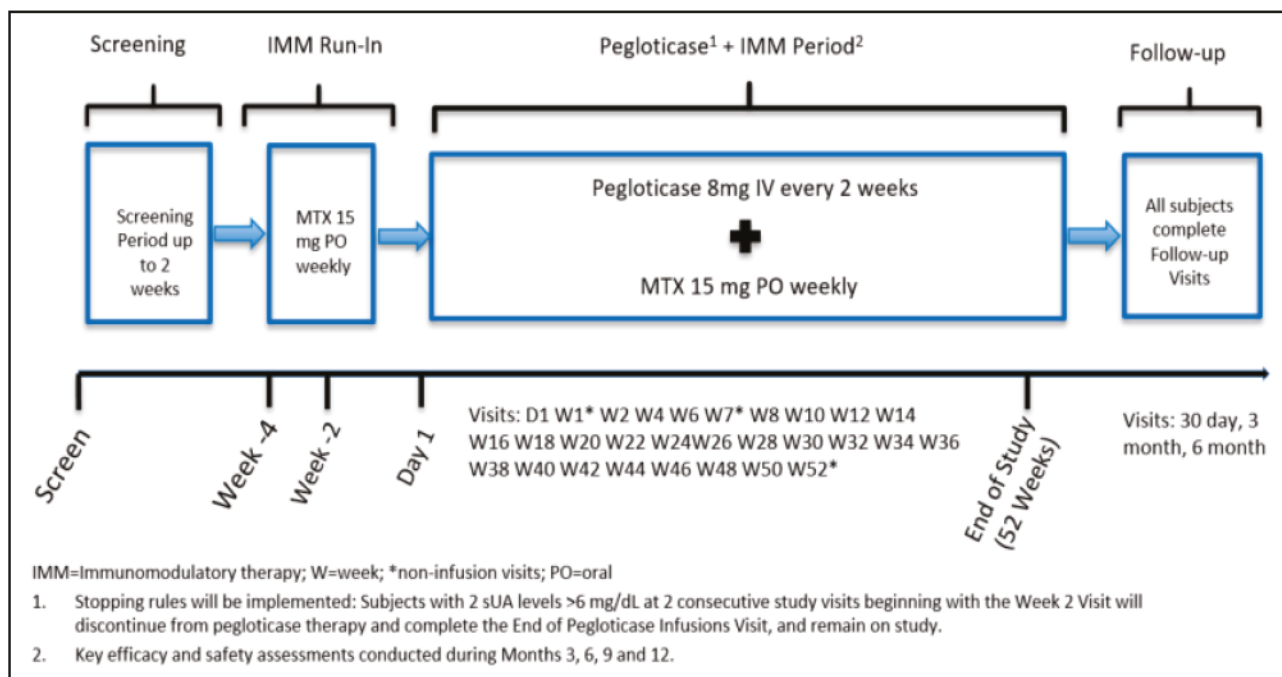 Screening
IMM Run-In
Pegloticase¹ + IMM Period²
Follow-up
Screening
Period up
to 2
weeks
MTX 15
mg PO
weekly
Pegloticase 8mg IV every 2 weeks
+
MTX 15 mg PO weekly
All subjects
complete
Follow-up
Visits
Screen
Week -4
Week -2
Day 1
Visits: D1 W1* W2 W4 W6 W7* W8 W10 W12 W14
W16 W18 W20 W22 W24W26 W28 W30 W32 W34 W36
W38 W40 W42 W44 W46 W48 W50 W52*
End of Study
(52 Weeks)
Visits: 30 day, 3
month, 6 month
IMM=Immunomodulatory therapy; W=week; *non-infusion visits; PO=oral
1. Stopping rules will be implemented: Subjects with 2 sUA levels >6 mg/dL at 2 consecutive study visits beginning with the Week 2 Visit will
discontinue from pegloticase therapy and complete the End of Pegloticase Infusions Visit, and remain on study.
2. Key efficacy and safety assessments conducted during Months 3, 6, 9 and 12.